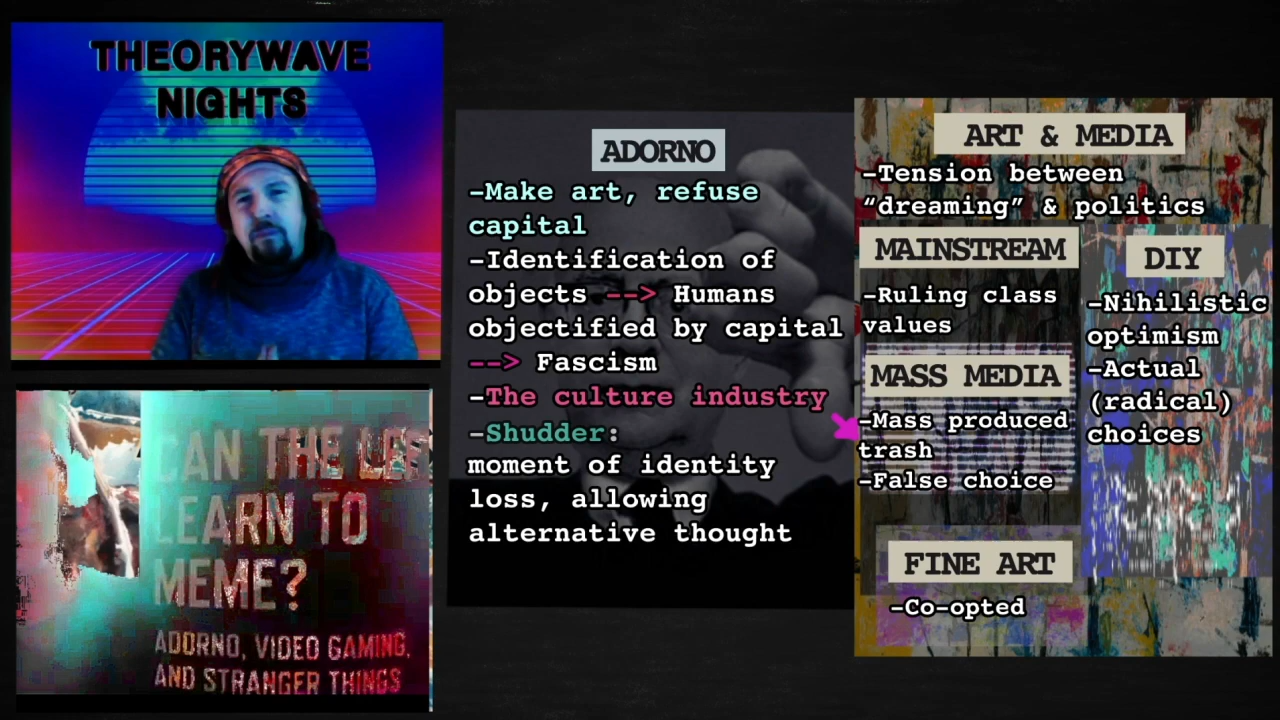 THEORYWAVE
NIGHTS
CAN THE LEF
LEARN TO
MEME?
ADORNO, VIDEO GAMING,
AND STRANGER THINGS
ADORNO
-Make art, refuse
capital
-Identification of
objects --> Humans
objectified by capital
--> Fascism
-The culture industry
-Shudder:
moment of identity
loss, allowing
alternative thought
ART & MEDIA
-Tension between
“dreaming” & politics
MAINSTREAM
-Ruling class
values
MASS MEDIA
-Mass produced
trash
-False choice
FINE ART
-Co-opted
DIY
-Nihilistic
optimism
-Actual
(radical)
choices